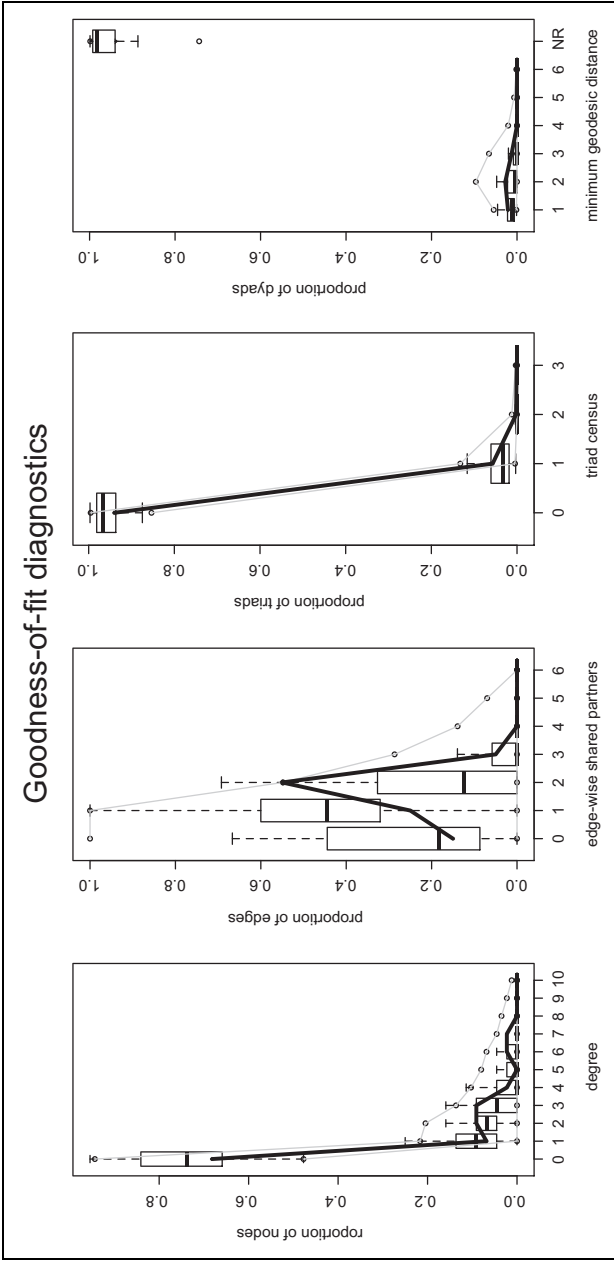 Goodness-of-fit diagnostics
roportion of nodes
0.0 0.2 0.4 0.6 0.8
0 1 2 3 4 5 6 7 8 9 10
degree
proportion of edges
0.0 0.2 0.4 0.6 0.8 1.0
0 1 2 3 4 5 6
edge-wise shared partners
proportion of triads
0.0 0.2 0.4 0.6 0.8 1.0
0 1 2 3
triad census
proportion of dyads
0.0 0.2 0.4 0.6 0.8 1.0
1 2 3 4 5 6 NR
minimum geodesic distance